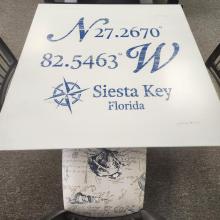 N 27.2670°
82.5463° W
Siesta Key
Florida